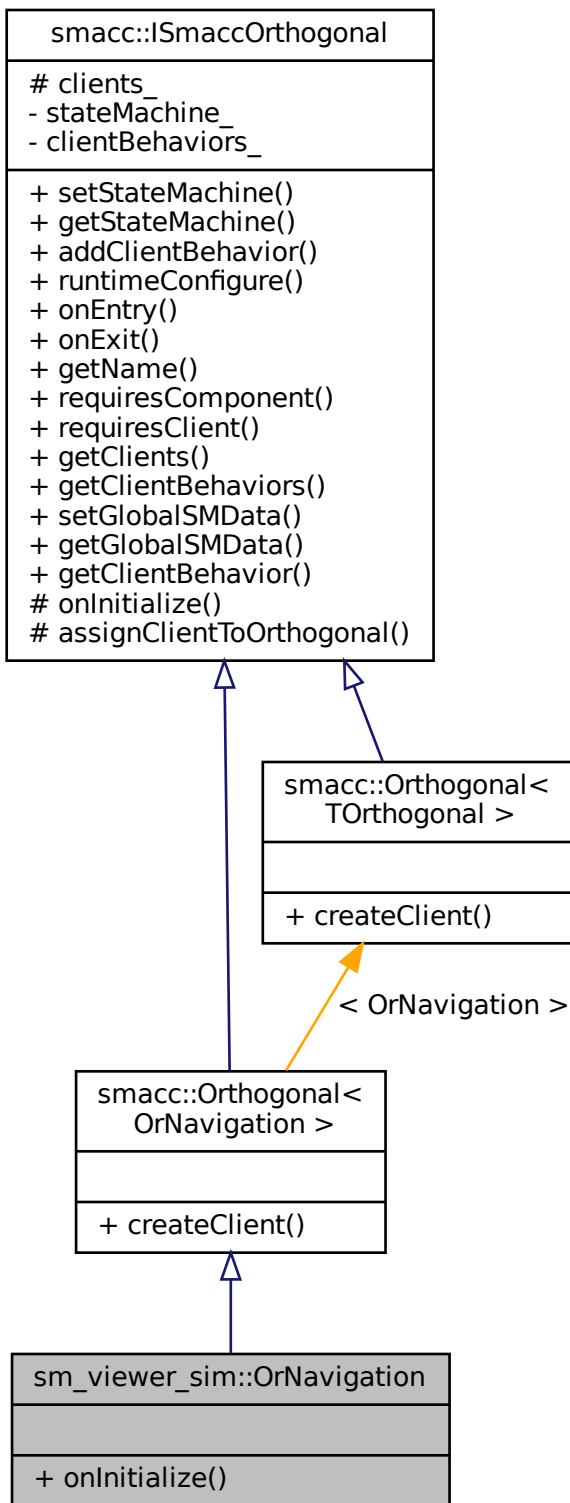 smacc::ISmaccOrthogonal
# clients_
- stateMachine_
- clientBehaviors_
+ setStateMachine()
+ getStateMachine()
+ addClientBehavior()
+ runtimeConfigure()
+ onEntry()
+ onExit()
+ getName()
+ requiresComponent()
+ requiresClient()
+ getClients()
+ getClientBehaviors()
+ setGlobalSMData()
+ getGlobalSMData()
+ getClientBehavior()
# onInitialize()
# assignClientToOrthogonal()
smacc::Orthogonal<
TOrthogonal >
+ createClient()
< OrNavigation >
smacc::Orthogonal<
OrNavigation >
+ createClient()
sm_viewer_sim::OrNavigation
+ onInitialize()